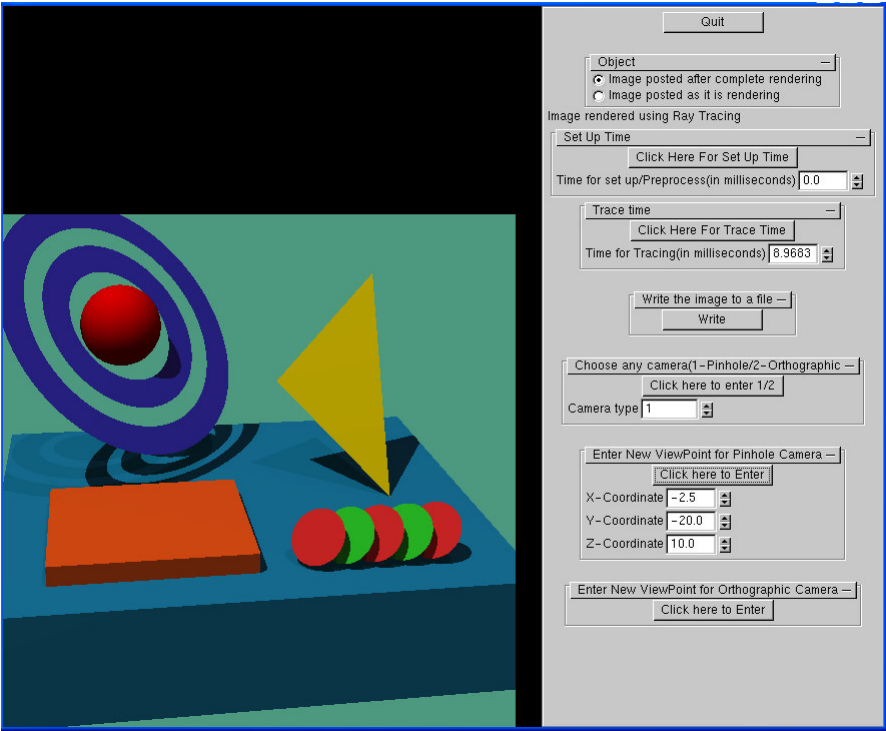 Quit
Object
Image posted after complete rendering
Image posted as it is rendering
Image rendered using Ray Tracing
Set Up Time
Click Here For Set Up Time
Time for set up/Preprocess(in milliseconds) 0.0
Trace time
Click Here For Trace Time
Time for Tracing(in milliseconds) 8.9683
Write the image to a file
Write
Choose any camera(1-Pinhole/2-Orthographic
Click here to enter 1/2
Camera type 1
Enter New ViewPoint for Pinhole Camera
Click here to Enter
X-Coordinate -2.5
Y-Coordinate -20.0
Z-Coordinate 10.0
Enter New ViewPoint for Orthographic Camera
Click here to Enter